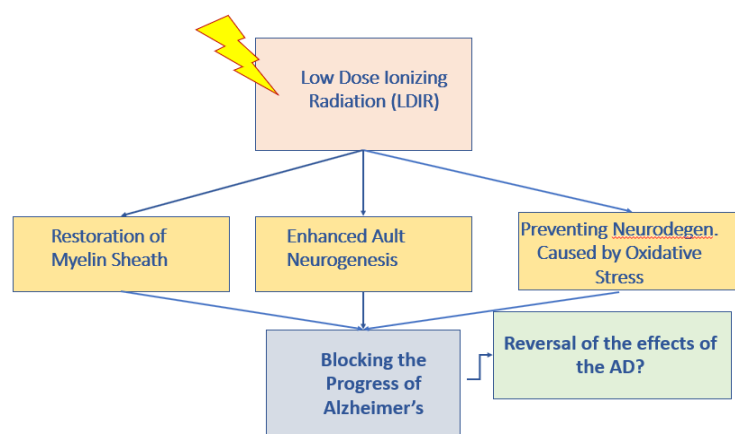 Low Dose Ionizing
Radiation (LDIR)
Restoration of
Myelin Sheath
Enhanced Ault
Neurogenesis
Preventing Neurodegen.
Caused by Oxidative
Stress
Blocking the
Progress of
Alzheimer's
Reversal of the effects of
the AD?